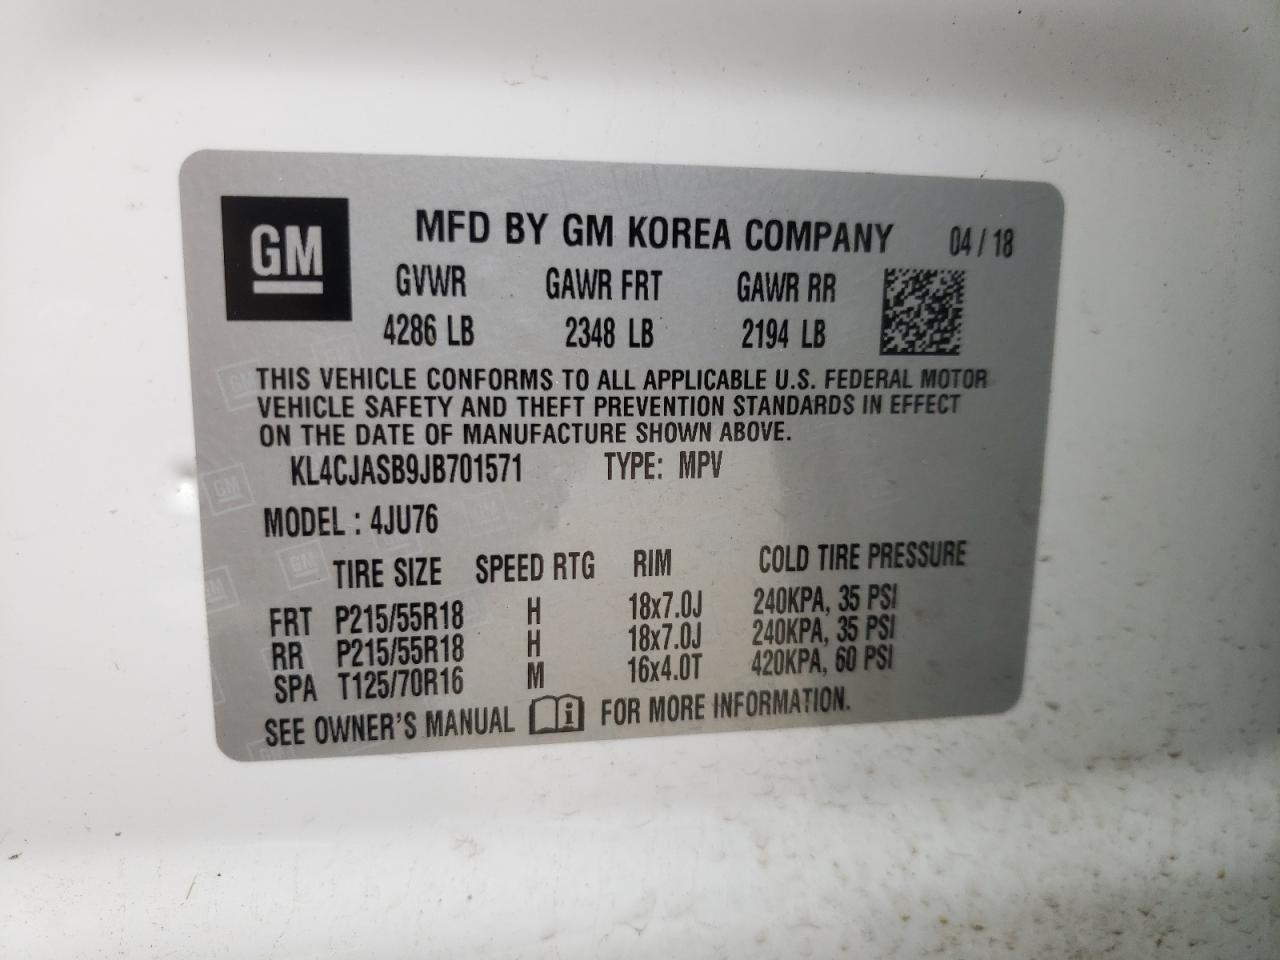 GM
MFD BY GM KOREA COMPANY 04 / 18
GVWR GAWR FRT GAWR RR
4286 LB 2348 LB 2194 LB
THIS VEHICLE CONFORMS TO ALL APPLICABLE U.S. FEDERAL MOTOR
VEHICLE SAFETY AND THEFT PREVENTION STANDARDS IN EFFECT
ON THE DATE OF MANUFACTURE SHOWN ABOVE.
KL4CJASB9JB701571 TYPE: MPV
MODEL : 4JU76
TIRE SIZE SPEED RTG RIM COLD TIRE PRESSURE
FRT P215/55R18 H 18x7.0J 240KPA, 35 PSI
RR P215/55R18 H 18x7.0J 240KPA, 35 PSI
SPA T125/70R16 M 16x4.0T 420KPA, 60 PSI
SEE OWNER'S MANUAL i FOR MORE INFORMATION.